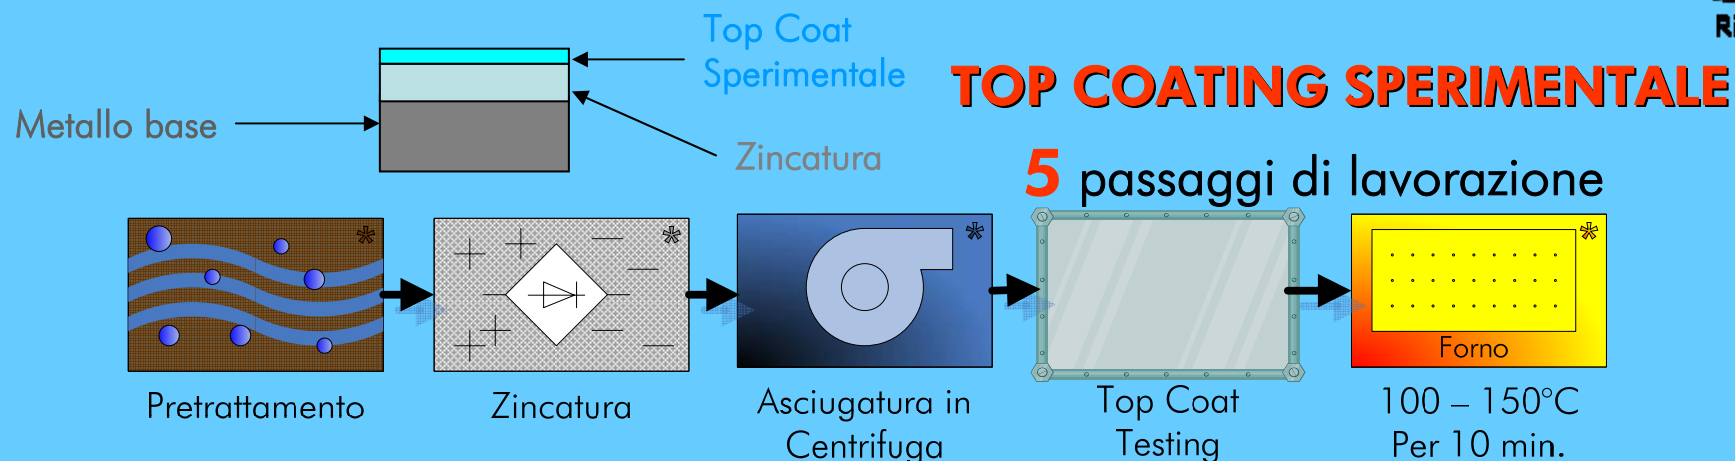 Top Coat
Sperimentale
TOP COATING SPERIMENTALE
Metallo base
Zincatura
5 passaggi di lavorazione
*
*
*
*
Forno
Pretrattamento
Zincatura
Asciugatura in
Centrifuga
Top Coat
Testing
100 – 150°C
Per 10 min.